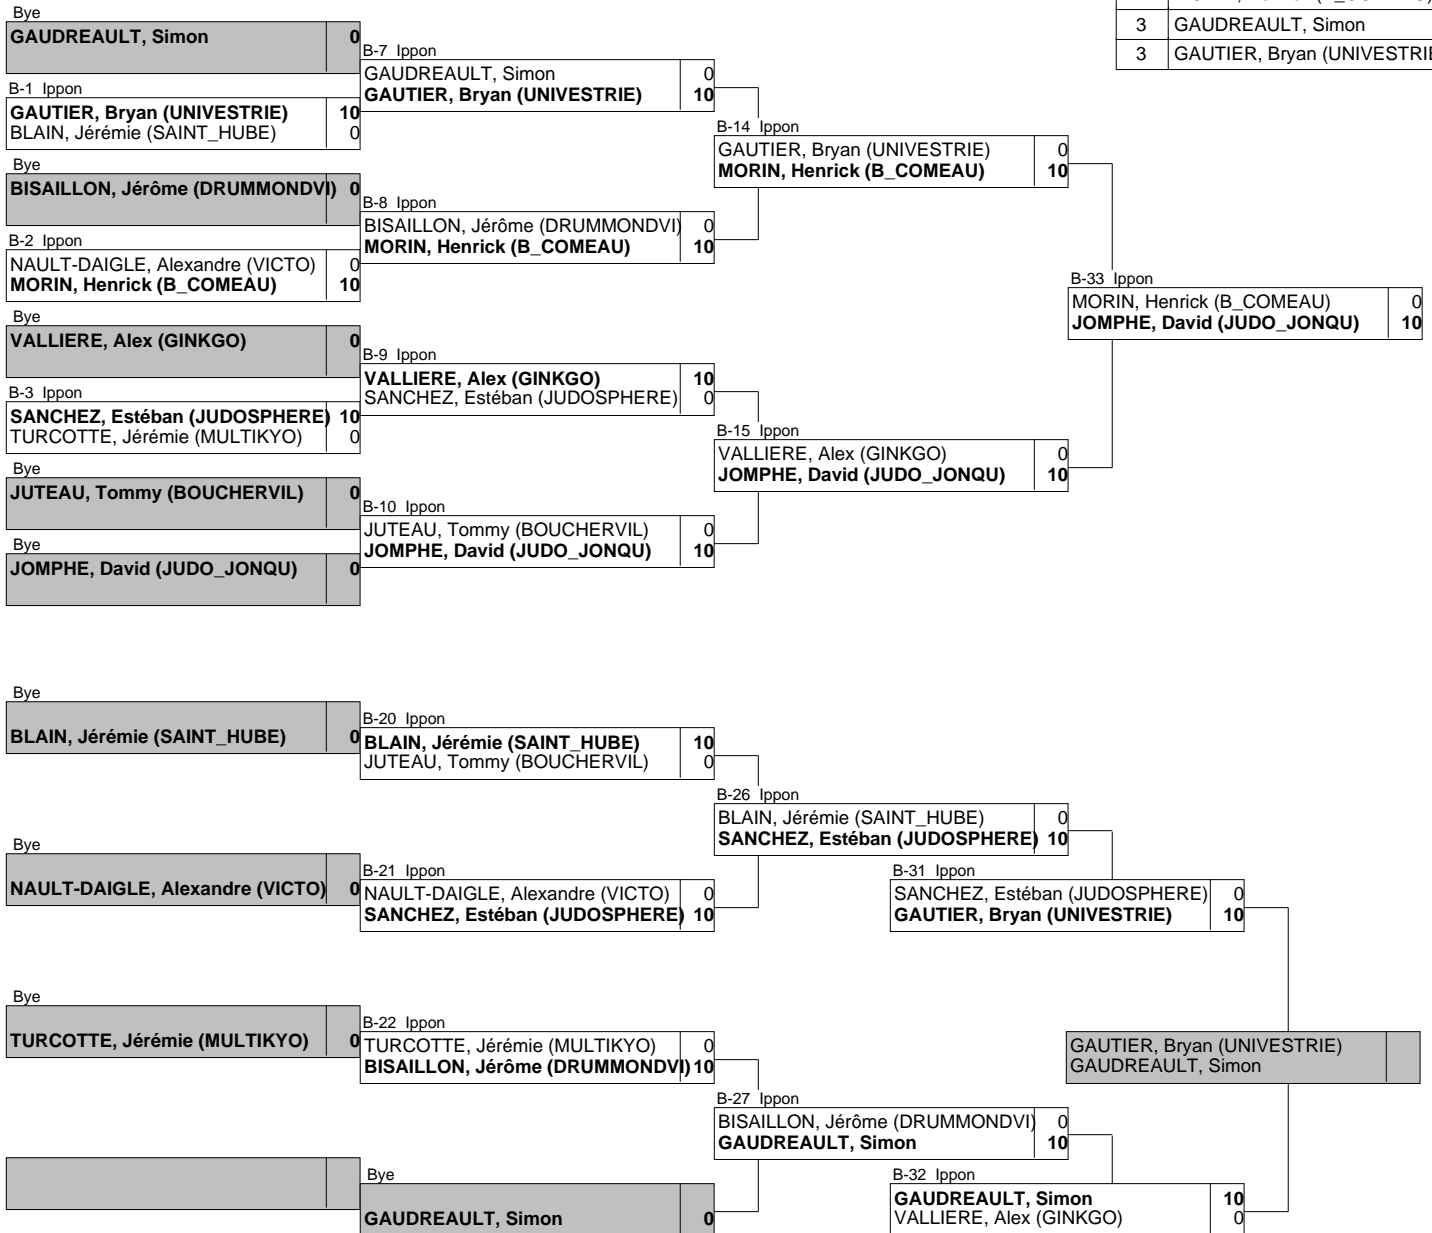 Bye
GAUDREAULT, Simon 0
B-1 Ippon
GAUTIER, Bryan (UNIVESTRIE) 10
BLAIN, Jérémie (SAINT_HUBE) 0
Bye
BISAILLON, Jérôme (DRUMMONDVI) 0
B-2 Ippon
NAULT-DAIGLE, Alexandre (VICTO) 0
MORIN, Henrick (B_COMEAU) 10
Bye
VALLIERE, Alex (GINKGO) 0
B-3 Ippon
SANCHEZ, Estéban (JUDOSPHERE) 10
TURCOTTE, Jérémie (MULTIKYO) 0
Bye
JUTEAU, Tommy (BOUCHERVIL) 0
Bye
JOMPHE, David (JUDO_JONQU) 0
B-7 Ippon
GAUDREAULT, Simon 0
GAUTIER, Bryan (UNIVESTRIE) 10
B-8 Ippon
BISAILLON, Jérôme (DRUMMONDVI) 0
MORIN, Henrick (B_COMEAU) 10
B-9 Ippon
VALLIERE, Alex (GINKGO) 10
SANCHEZ, Estéban (JUDOSPHERE) 0
B-10 Ippon
JUTEAU, Tommy (BOUCHERVIL) 0
JOMPHE, David (JUDO_JONQU) 10
B-14 Ippon
GAUTIER, Bryan (UNIVESTRIE) 0
MORIN, Henrick (B_COMEAU) 10
B-15 Ippon
VALLIERE, Alex (GINKGO) 0
JOMPHE, David (JUDO_JONQU) 10
B-33 Ippon
MORIN, Henrick (B_COMEAU) 0
JOMPHE, David (JUDO_JONQU) 10
3 GAUDREAULT, Simon
3 GAUTIER, Bryan (UNIVESTRIE
Bye
BLAIN, Jérémie (SAINT_HUBE) 0
Bye
NAULT-DAIGLE, Alexandre (VICTO) 0
Bye
TURCOTTE, Jérémie (MULTIKYO) 0
B-20 Ippon
BLAIN, Jérémie (SAINT_HUBE) 10
JUTEAU, Tommy (BOUCHERVIL) 0
B-21 Ippon
NAULT-DAIGLE, Alexandre (VICTO) 0
SANCHEZ, Estéban (JUDOSPHERE) 10
B-22 Ippon
TURCOTTE, Jérémie (MULTIKYO) 0
BISAILLON, Jérôme (DRUMMONDVI) 10
Bye
GAUDREAULT, Simon 0
B-26 Ippon
BLAIN, Jérémie (SAINT_HUBE) 0
SANCHEZ, Estéban (JUDOSPHERE) 10
B-27 Ippon
BISAILLON, Jérôme (DRUMMONDVI) 0
GAUDREAULT, Simon 10
B-31 Ippon
SANCHEZ, Estéban (JUDOSPHERE) 0
GAUTIER, Bryan (UNIVESTRIE) 10
B-32 Ippon
GAUDREAULT, Simon 10
VALLIERE, Alex (GINKGO) 0
GAUTIER, Bryan (UNIVESTRIE)
GAUDREAULT, Simon